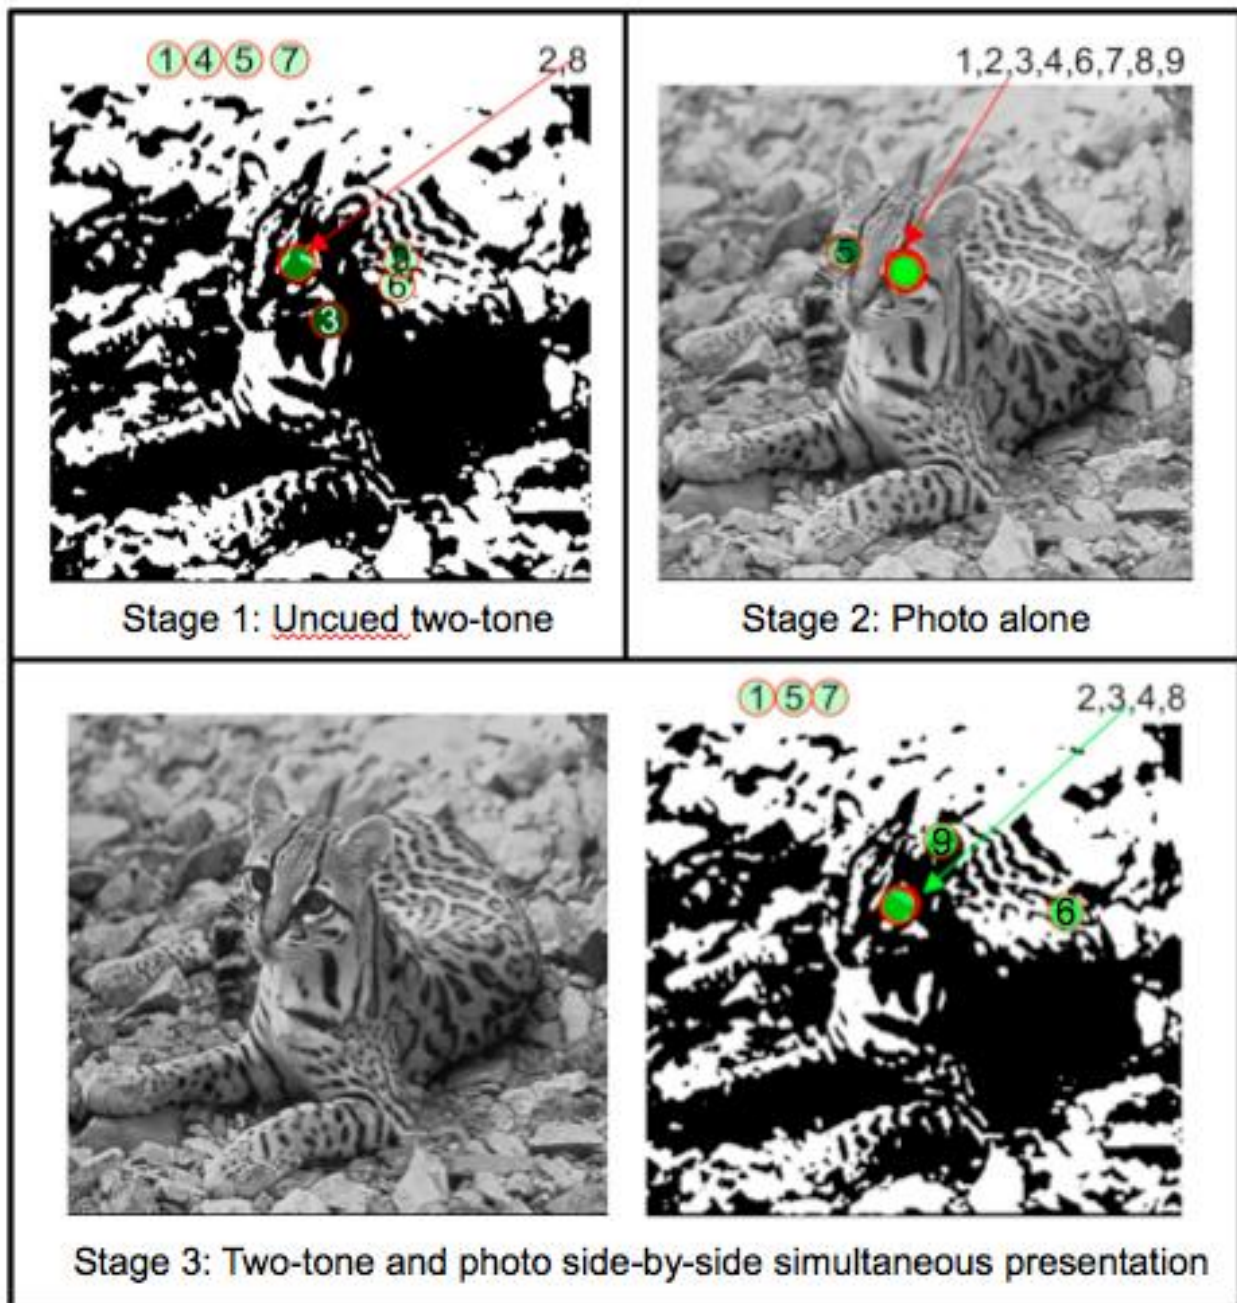 1 4 5 7
2,8
6
3
Stage 1: Uncued two-tone
1,2,3,4,6,7,8,9
5
Stage 2: Photo alone
1 5 7
2,3,4,8
9
6
Stage 3: Two-tone and photo side-by-side simultaneous presentation